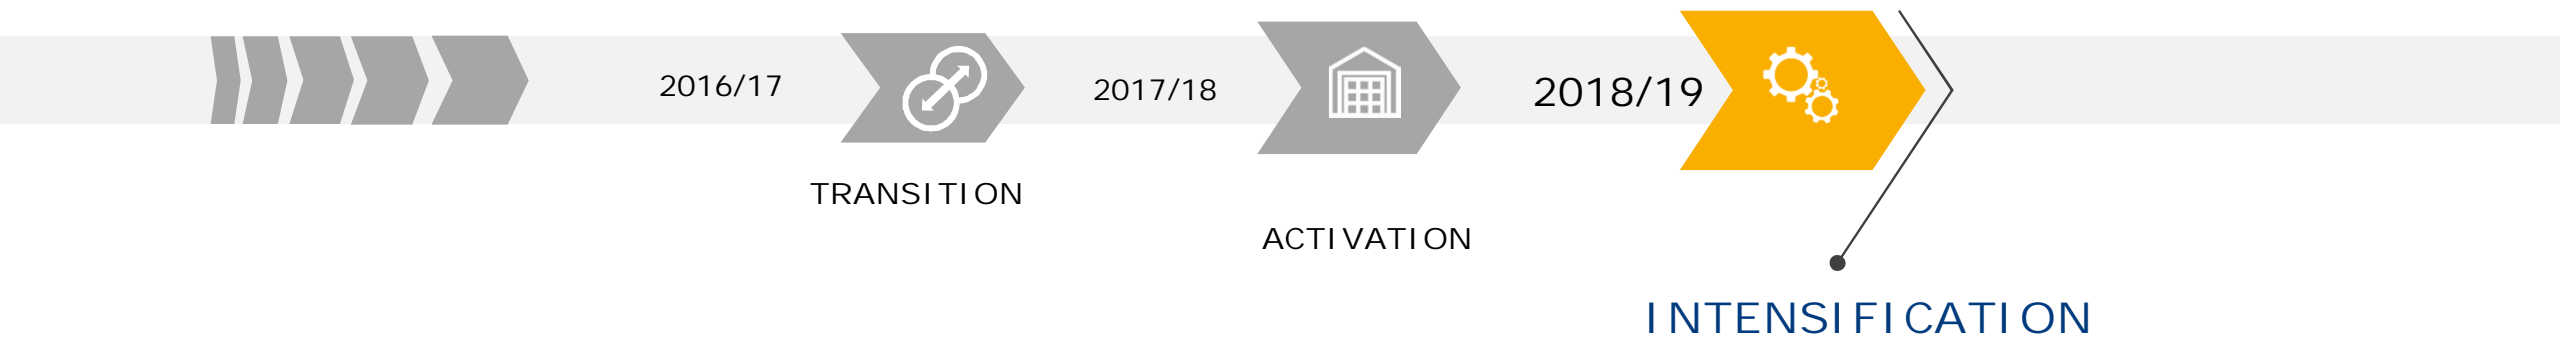 2016/17
2017/18
2018/19
TRANSITION
ACTIVATION
INTENSIFICATION